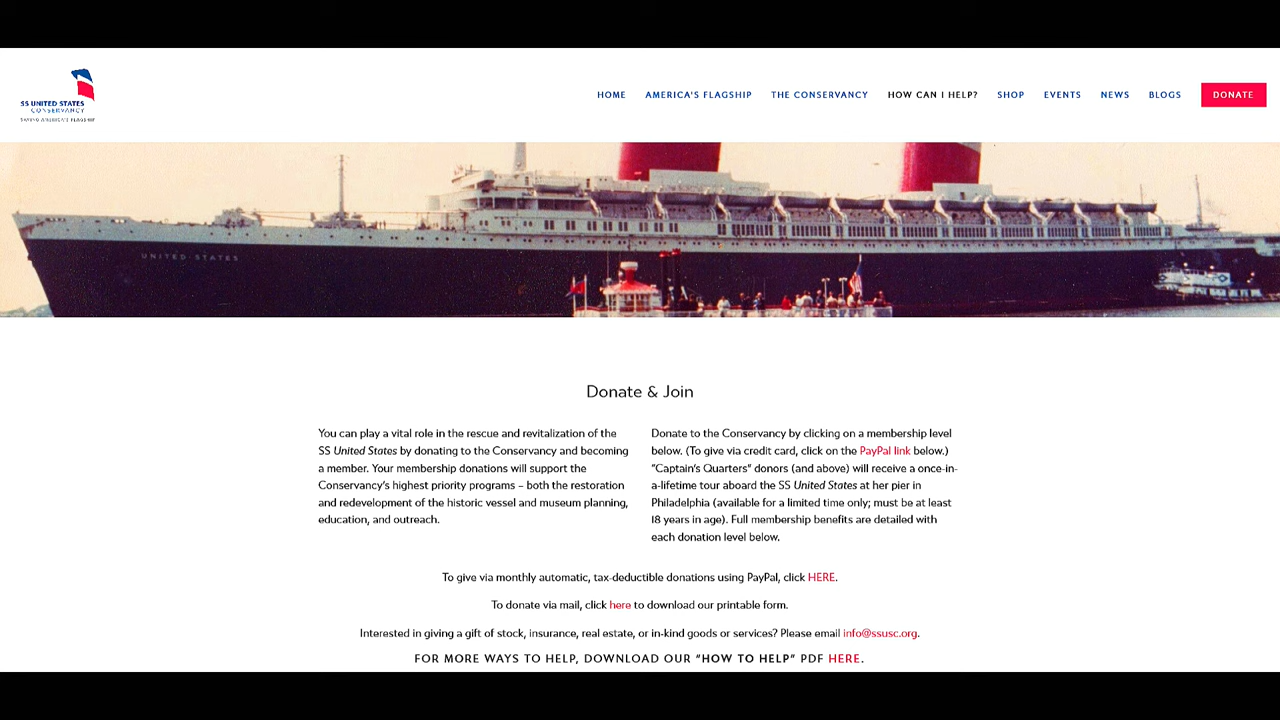 SS UNITED STATES
CONSERVANCY
SAVING AMERICA'S FLAGSHIP
HOME AMERICA'S FLAGSHIP THE CONSERVANCY HOW CAN I HELP? SHOP EVENTS NEWS BLOGS DONATE
UNITED STATES
Donate & Join
You can play a vital role in the rescue and revitalization of the
SS United States by donating to the Conservancy and becoming
a member. Your membership donations will support the
Conservancy's highest priority programs – both the restoration
and redevelopment of the historic vessel and museum planning,
education, and outreach.
Donate to the Conservancy by clicking on a membership level
below. (To give via credit card, click on the PayPal link below.)
"Captain's Quarters" donors (and above) will receive a once-in-
a-lifetime tour aboard the SS United States at her pier in
Philadelphia (available for a limited time only; must be at least
18 years in age). Full membership benefits are detailed with
each donation level below.
To give via monthly automatic, tax-deductible donations using PayPal, click HERE.
To donate via mail, click here to download our printable form.
Interested in giving a gift of stock, insurance, real estate, or in-kind goods or services? Please email info@ssusc.org.
FOR MORE WAYS TO HELP, DOWNLOAD OUR "HOW TO HELP" PDF HERE.